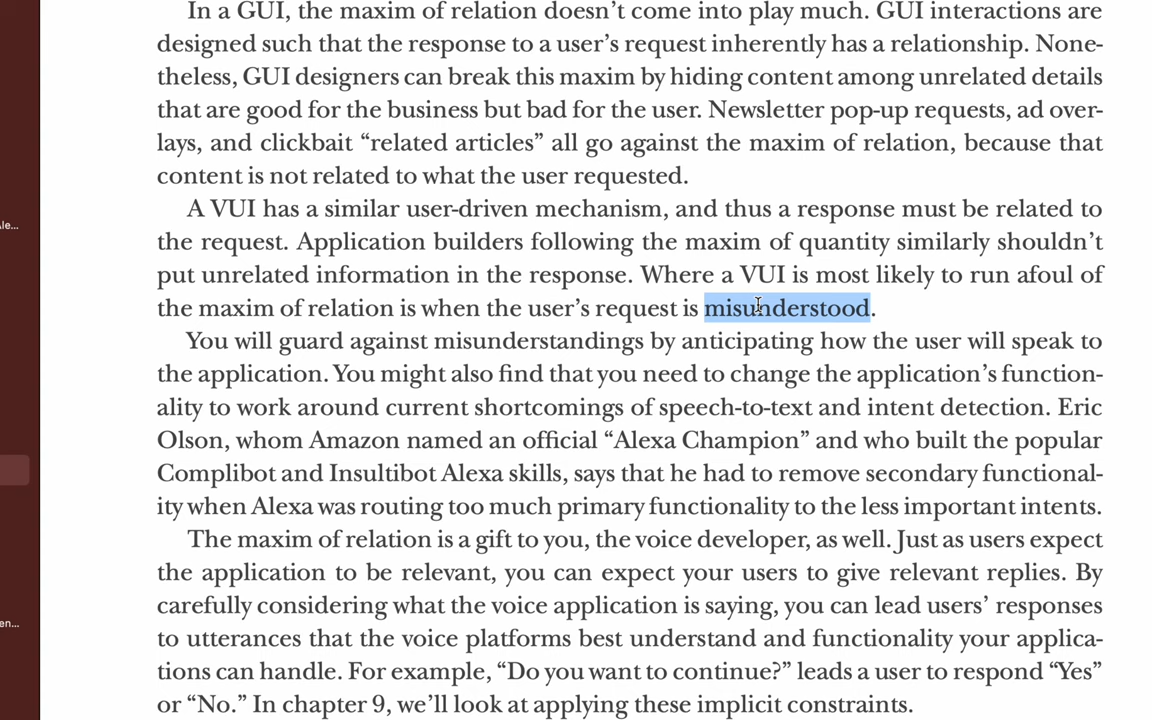 In a GUI, the maxim of relation doesn’t come into play much. GUI interactions are
designed such that the response to a user’s request inherently has a relationship. None-
theless, GUI designers can break this maxim by hiding content among unrelated details
that are good for the business but bad for the user. Newsletter pop-up requests, ad over-
lays, and clickbait “related articles” all go against the maxim of relation, because that
content is not related to what the user requested.
A VUI has a similar user-driven mechanism, and thus a response must be related to
the request. Application builders following the maxim of quantity similarly shouldn’t
put unrelated information in the response. Where a VUI is most likely to run afoul of
the maxim of relation is when the user’s request is misunderstood.
You will guard against misunderstandings by anticipating how the user will speak to
the application. You might also find that you need to change the application’s function-
ality to work around current shortcomings of speech-to-text and intent detection. Eric
Olson, whom Amazon named an official “Alexa Champion” and who built the popular
Complibot and Insultibot Alexa skills, says that he had to remove secondary functional-
ity when Alexa was routing too much primary functionality to the less important intents.
The maxim of relation is a gift to you, the voice developer, as well. Just as users expect
the application to be relevant, you can expect your users to give relevant replies. By
carefully considering what the voice application is saying, you can lead users’ responses
to utterances that the voice platforms best understand and functionality your applica-
tions can handle. For example, “Do you want to continue?” leads a user to respond “Yes”
or “No.” In chapter 9, we’ll look at applying these implicit constraints.